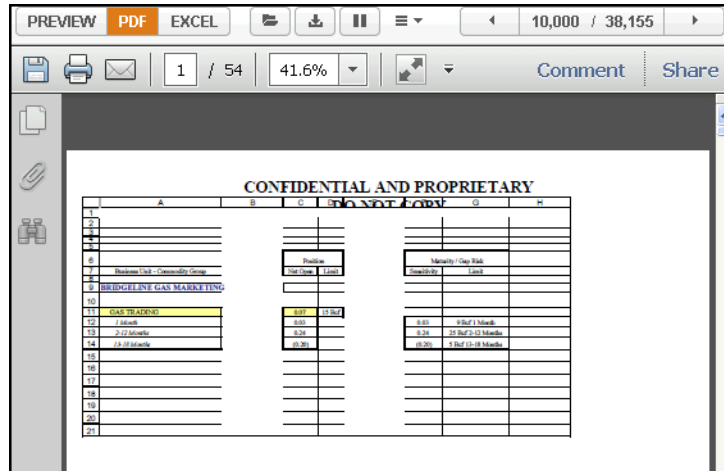 PREVIEW PDF EXCEL 10,000 / 38,155
1 / 54 41.6% Comment Share
CONFIDENTIAL AND PROPRIETARY
DO NOT COPY
A B C D G H
1
2
3
4
5
6 Position Maturity / Gap Risk
7 Business Unit - Commodity Group Net Open Limit Sensitivity Limit
8
9 BRIDGELINE GAS MARKETING
10
11 GAS TRADING 0.07 15 Bcf
12 1 Month 0.03 0.03 9 Bcf 1 Month
13 2-12 Months 0.24 0.24 25 Bcf 2-12 Months
14 13-18 Months (0.20) (0.20) 5 Bcf 13-18 Months
15
16
17
18
19
20
21